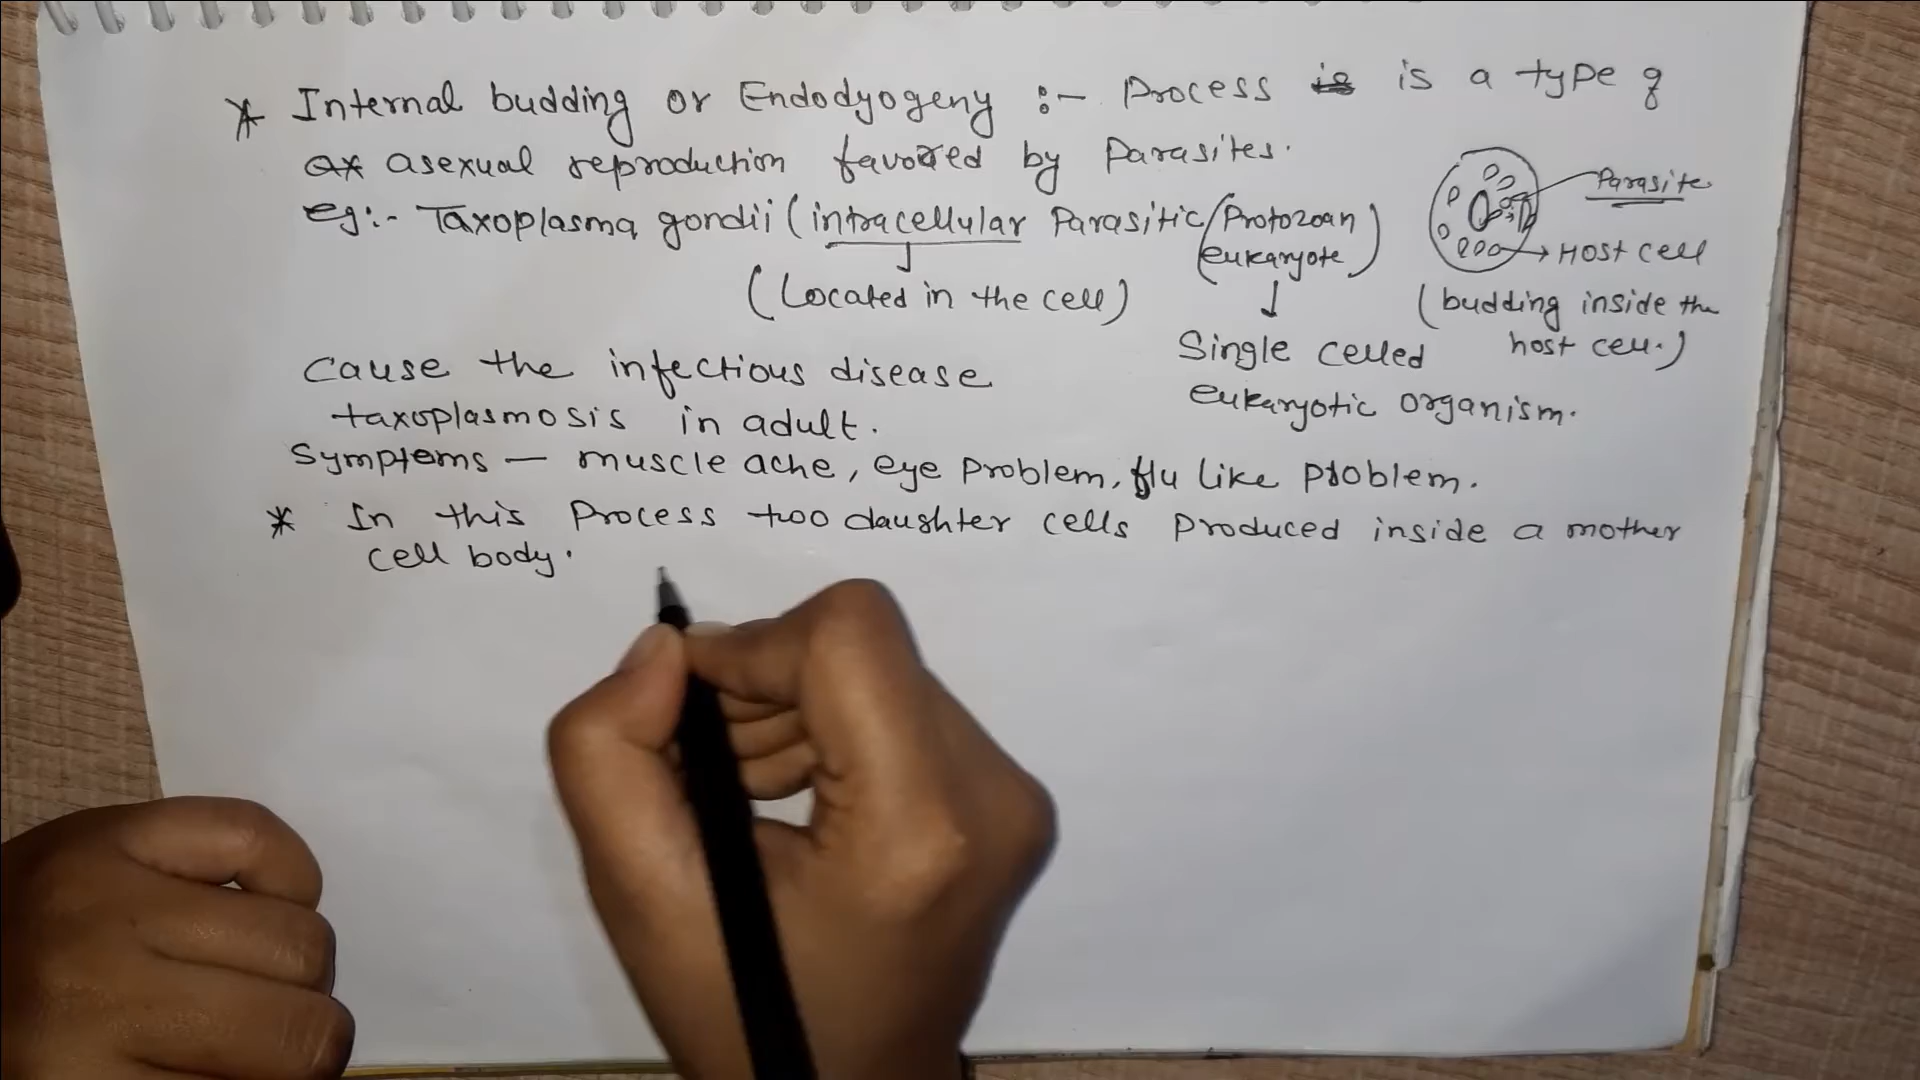 * Internal budding or Endodyogeny :- Process is is a type of
asexual reproduction favored by Parasites.
eg:- Taxoplasma gondii (intracellular Parasitic/Protozoan
eukaryote)
(Located in the cell)
Single celled
eukaryotic organism.
Parasite
Host cell
(budding inside the
host cell.)
Cause the infectious disease
taxoplasmosis in adult.
Symptoms — muscle ache, eye problem, flu like problem.
* In this Process two daughter cells produced inside a mother
cell body.